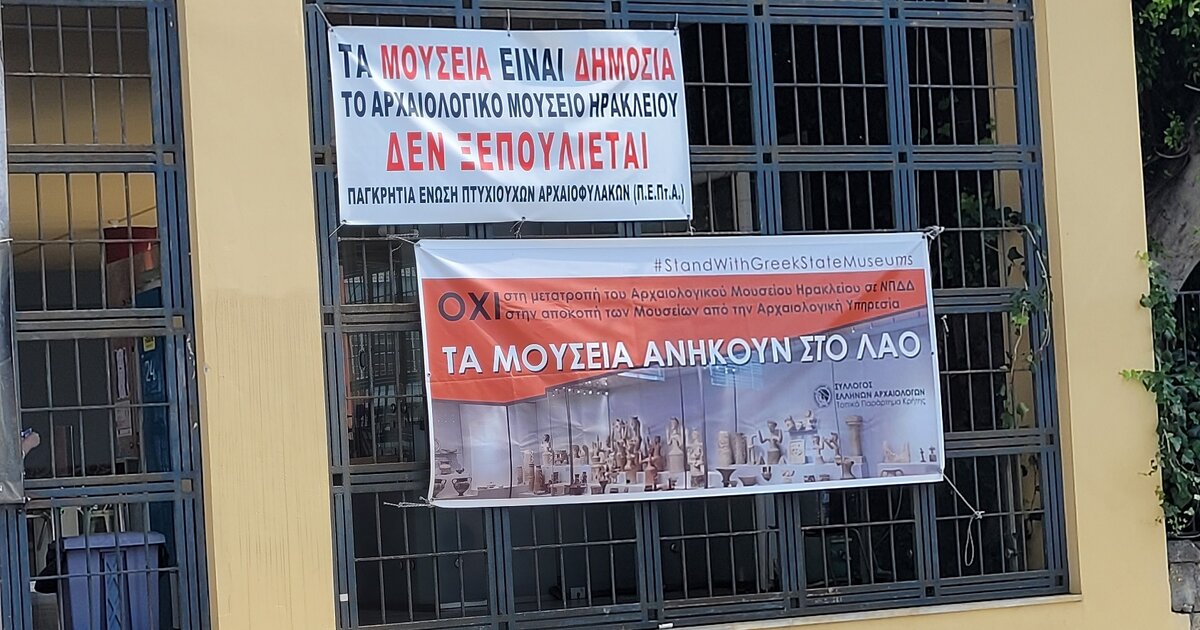 ΤΑ ΜΟΥΣΕΙΑ ΕΙΝΑΙ ΔΗΜΟΣΙΑ
ΤΟ ΑΡΧΑΙΟΛΟΓΙΚΟ ΜΟΥΣΕΙΟ ΗΡΑΚΛΕΙΟΥ
ΔΕΝ ΞΕΠΟΥΛΙΕΤΑΙ
ΠΑΓΚΡΗΤΙΑ ΕΝΩΣΗ ΠΤΥΧΙΟΥΧΩΝ ΑΡΧΑΙΟΦΥΛΑΚΩΝ (Π.Ε.Πτ.Α.)
#StandWithGreekStateMuseums
ΟΧΙ στη μετατροπή του Αρχαιολογικού Μουσείου Ηρακλείου σε ΝΠΔΔ
στην αποκοπή των Μουσείων από την Αρχαιολογική Υπηρεσία
ΤΑ ΜΟΥΣΕΙΑ ΑΝΗΚΟΥΝ ΣΤΟ ΛΑΟ
ΣΥΛΛΟΓΟΣ
ΕΛΛΗΝΩΝ ΑΡΧΑΙΟΛΟΓΩΝ
Τοπικό Παράρτημα Κρήτης
24